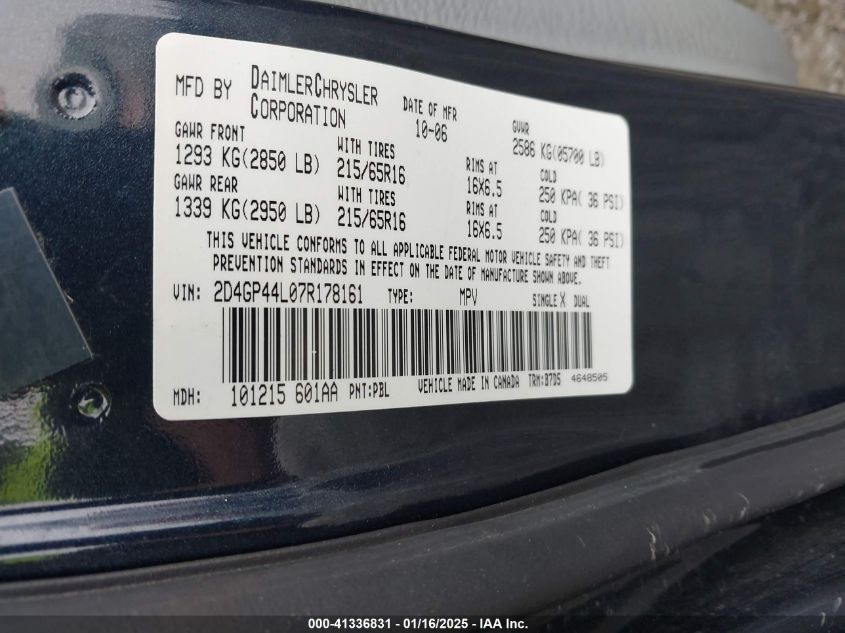 MFD BY DAIMLERCHRYSLER CORPORATION
DATE OF MFR 10-06
GVWR 2586 KG(05700 LB)
GAWR FRONT WITH TIRES RIMS AT COLD
1293 KG(2850 LB) 215/65R16 16X6.5 250 KPA( 36 PSI)
GAWR REAR WITH TIRES RIMS AT COLD
1339 KG(2950 LB) 215/65R16 16X6.5 250 KPA( 36 PSI)
THIS VEHICLE CONFORMS TO ALL APPLICABLE FEDERAL MOTOR VEHICLE SAFETY AND THEFT
PREVENTION STANDARDS IN EFFECT ON THE DATE OF MANUFACTURE SHOWN ABOVE.
VIN: 2D4GP44L07R178161 TYPE: MPV SINGLE X DUAL
MDH: 101215 601AA PNT:PBL VEHICLE MADE IN CANADA TRM:B7D5 4648505
000-41336831 - 01/16/2025 - IAA Inc.